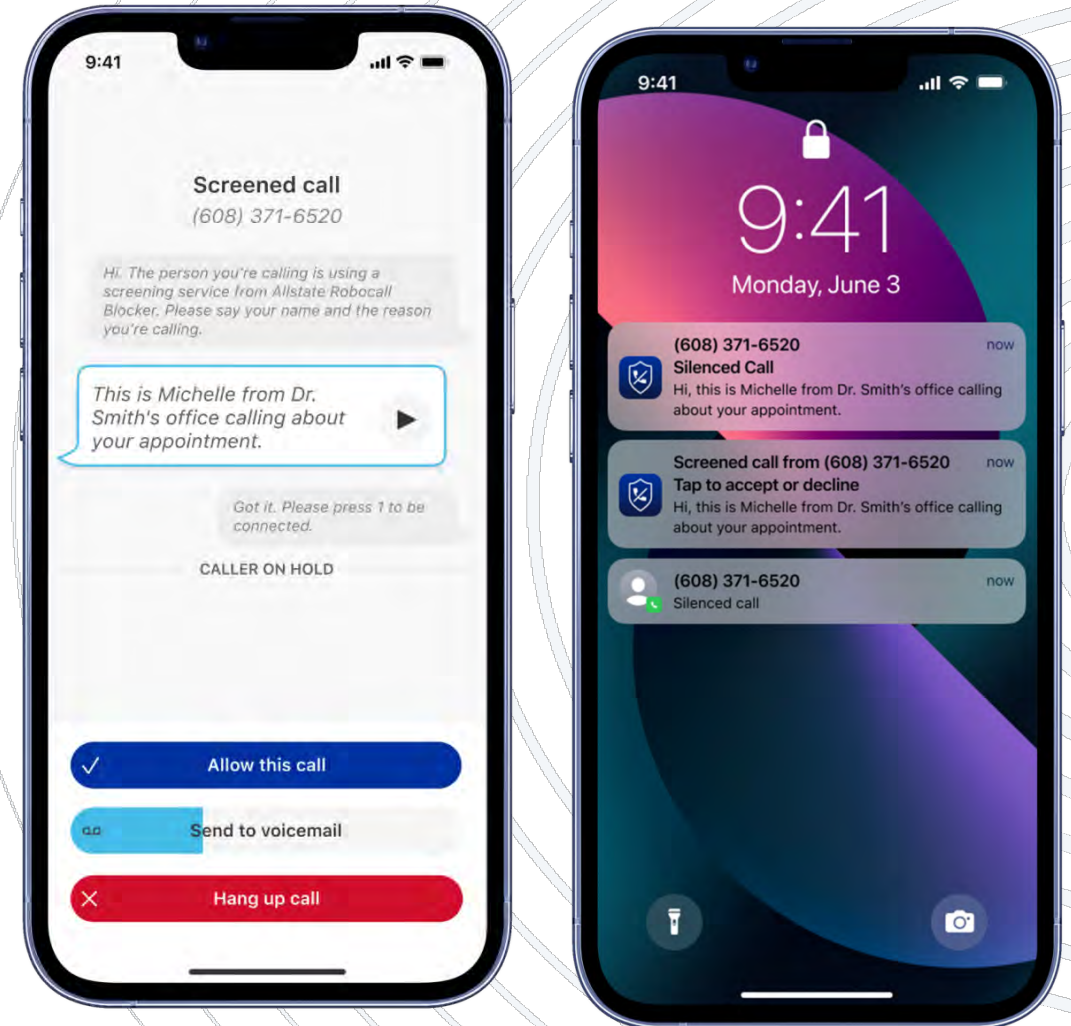 9:41
Screened call
(608) 371-6520
Hi. The person you're calling is using a
screening service from Allstate Robocall
Blocker. Please say your name and the reason
you're calling.
This is Michelle from Dr.
Smith's office calling about
your appointment.
Got it. Please press 1 to be
connected.
CALLER ON HOLD
Allow this call
Send to voicemail
Hang up call
9:41
9:41
Monday, June 3
(608) 371-6520 now
Silenced Call
Hi, this is Michelle from Dr. Smith's office calling
about your appointment.
Screened call from (608) 371-6520 now
Tap to accept or decline
Hi, this is Michelle from Dr. Smith's office calling
about your appointment.
(608) 371-6520 now
Silenced call